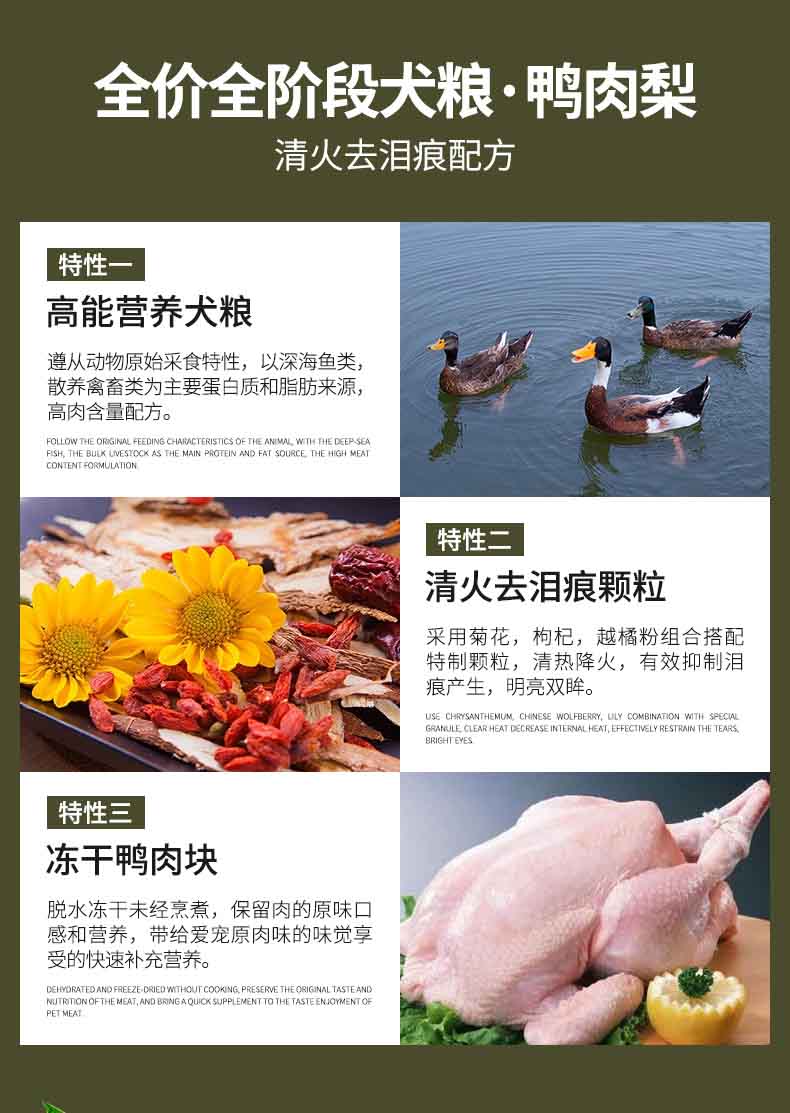 全价全阶段犬粮·鸭肉梨
清火去泪痕配方
特性一
高能营养犬粮
遵从动物原始采食特性，以深海鱼类，
散养禽畜类为主要蛋白质和脂肪来源，
高肉含量配方。
FOLLOW THE ORIGINAL FEEDING CHARACTERISTICS OF THE ANIMAL, WITH THE DEEP-SEA
FISH, THE BULK LIVESTOCK AS THE MAIN PROTEIN AND FAT SOURCE, THE HIGH MEAT
CONTENT FORMULATION.
特性二
清火去泪痕颗粒
采用菊花，枸杞，越橘粉组合搭配
特制颗粒，清热降火，有效抑制泪
痕产生，明亮双眸。
USE CHRYSANTHEMUM, CHINESE WOLFBERRY, LILY COMBINATION WITH SPECIAL
GRANULE, CLEAR HEAT DECREASE INTERNAL HEAT, EFFECTIVELY RESTRAIN THE TEARS,
BRIGHT EYES.
特性三
冻干鸭肉块
脱水冻干未经烹煮，保留肉的原味口
感和营养，带给爱宠原肉味的味觉享
受的快速补充营养。
DEHYDRATED AND FREEZE-DRIED WITHOUT COOKING, PRESERVE THE ORIGINAL TASTE AND
NUTRITION OF THE MEAT, AND BRING A QUICK SUPPLEMENT TO THE TASTE ENJOYMENT OF
PET MEAT.